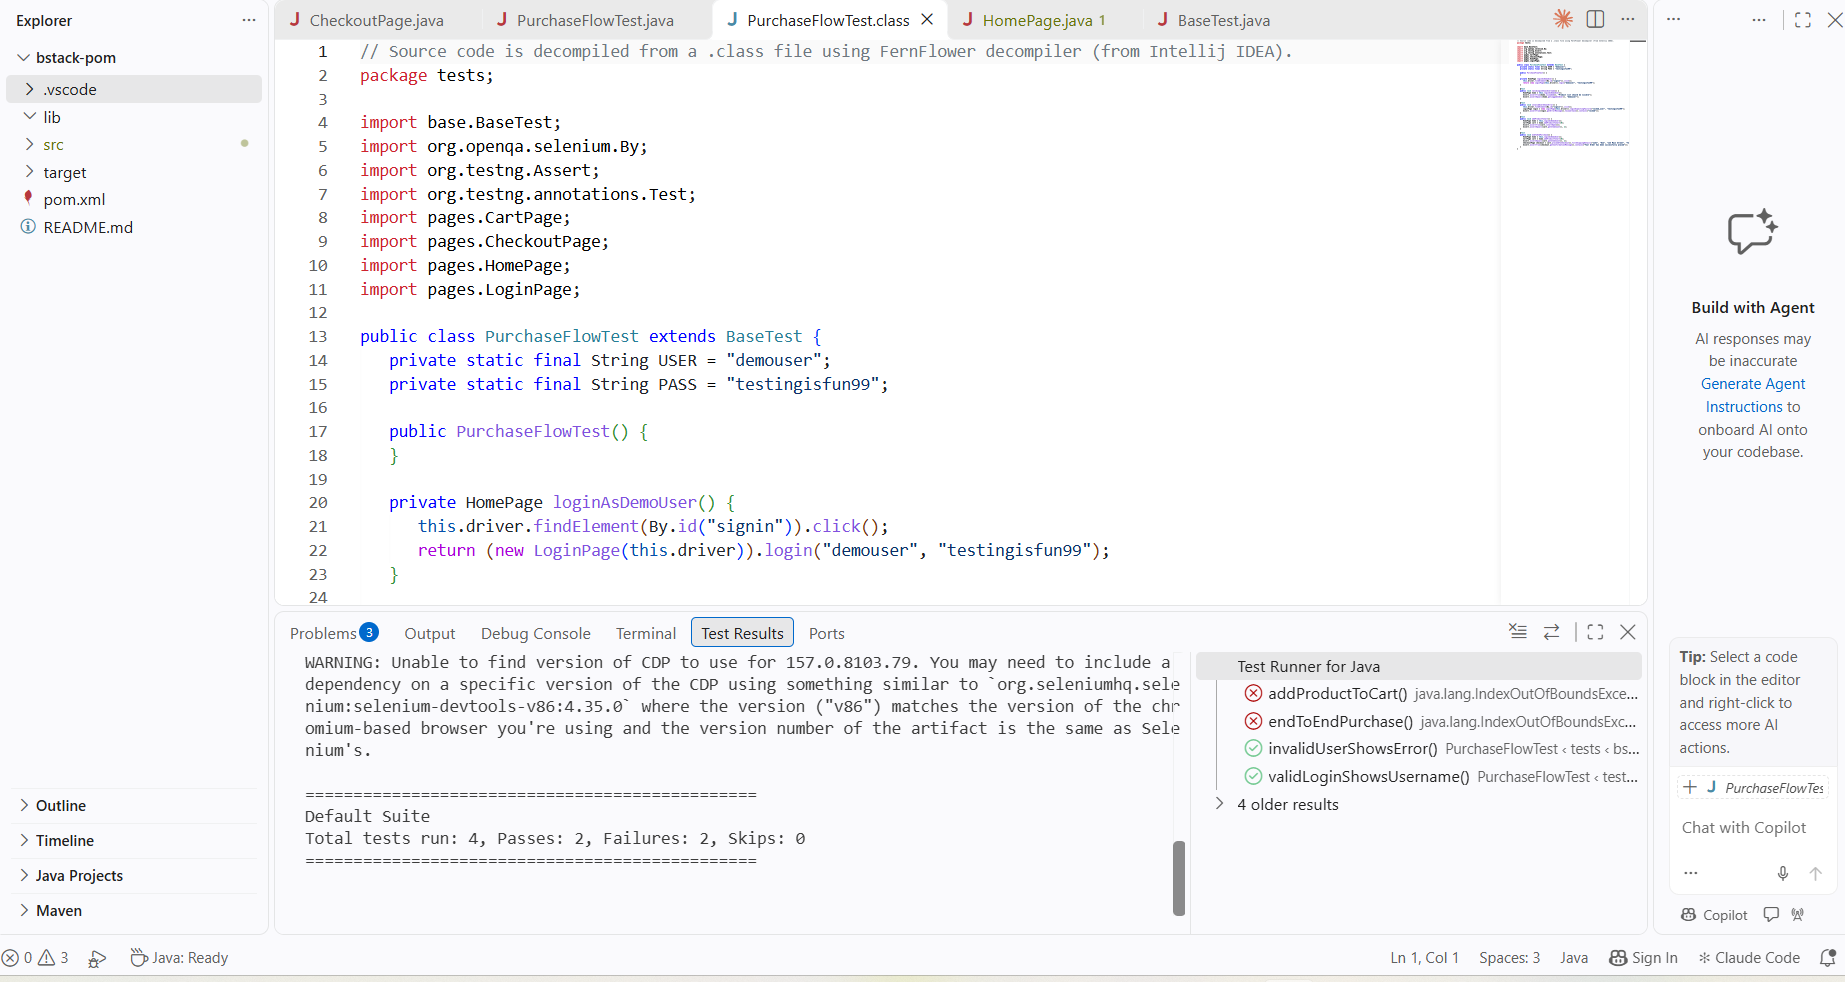 Explorer
bstack-pom
.vscode
lib
src
target
pom.xml
README.md
Outline
Timeline
Java Projects
Maven
CheckoutPage.java
PurchaseFlowTest.java
PurchaseFlowTest.class
HomePage.java 1
BaseTest.java
1 // Source code is decompiled from a .class file using FernFlower decompiler (from Intellij IDEA).
2 package tests;
3
4 import base.BaseTest;
5 import org.openqa.selenium.By;
6 import org.testng.Assert;
7 import org.testng.annotations.Test;
8 import pages.CartPage;
9 import pages.CheckoutPage;
10 import pages.HomePage;
11 import pages.LoginPage;
12
13 public class PurchaseFlowTest extends BaseTest {
14 private static final String USER = "demouser";
15 private static final String PASS = "testingisfun99";
16
17 public PurchaseFlowTest() {
18 }
19
20 private HomePage loginAsDemoUser() {
21 this.driver.findElement(By.id("signin")).click();
22 return (new LoginPage(this.driver)).login("demouser", "testingisfun99");
23 }
24
Problems 3
Output
Debug Console
Terminal
Test Results
Ports
WARNING: Unable to find version of CDP to use for 157.0.8103.79. You may need to include a
dependency on a specific version of the CDP using something similar to `org.seleniumhq.sele
nium:selenium-devtools-v86:4.35.0` where the version ("v86") matches the version of the chr
omium-based browser you're using and the version number of the artifact is the same as Sele
nium's.
===============================================
Default Suite
Total tests run: 4, Passes: 2, Failures: 2, Skips: 0
===============================================
Test Runner for Java
addProductToCart() java.lang.IndexOutOfBoundsExce...
endToEndPurchase() java.lang.IndexOutOfBoundsExc...
invalidUserShowsError() PurchaseFlowTest ‹ tests ‹ bs...
validLoginShowsUsername() PurchaseFlowTest ‹ test...
4 older results
Build with Agent
AI responses may
be inaccurate
Generate Agent
Instructions to
onboard AI onto
your codebase.
Tip: Select a code
block in the editor
and right-click to
access more AI
actions.
PurchaseFlowTes
Chat with Copilot
Copilot
0 3
Java: Ready
Ln 1, Col 1
Spaces: 3
Java
Sign In
Claude Code